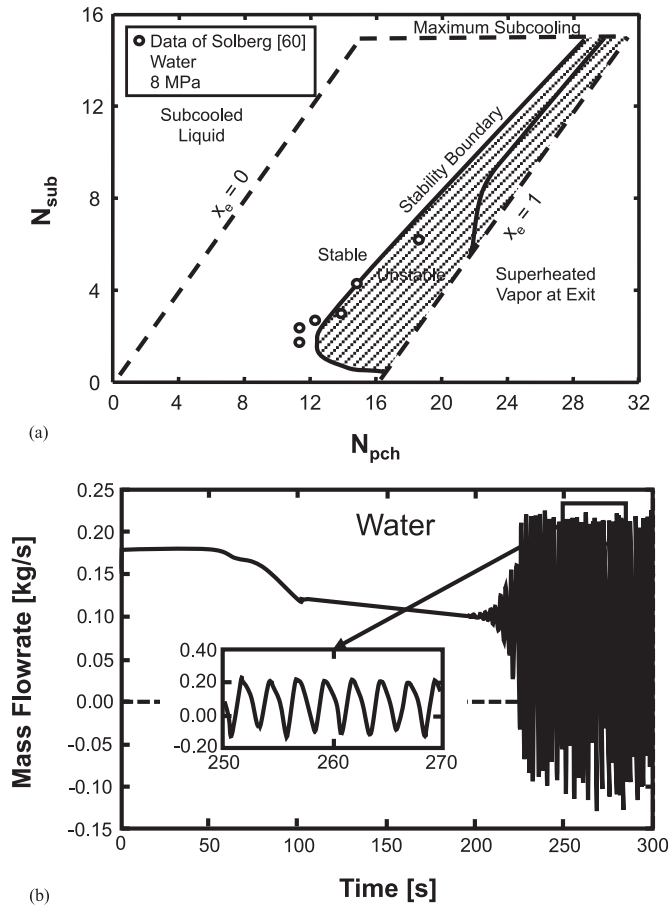 16
12
8
4
0
N_sub
Maximum Subcooling
Data of Solberg [60]
Water
8 MPa
Subcooled
Liquid
x_e = 0
Stability Boundary
x_e = 1
Stable
Unstable
Superheated
Vapor at Exit
0 4 8 12 16 20 24 28 32
N_pch
(a)
0.25
0.20
0.15
0.10
0.05
0.00
-0.05
-0.10
-0.15
Mass Flowrate [kg/s]
Water
0.40
0.20
0.00
-0.20
250 260 270
0 50 100 150 200 250 300
Time [s]
(b)